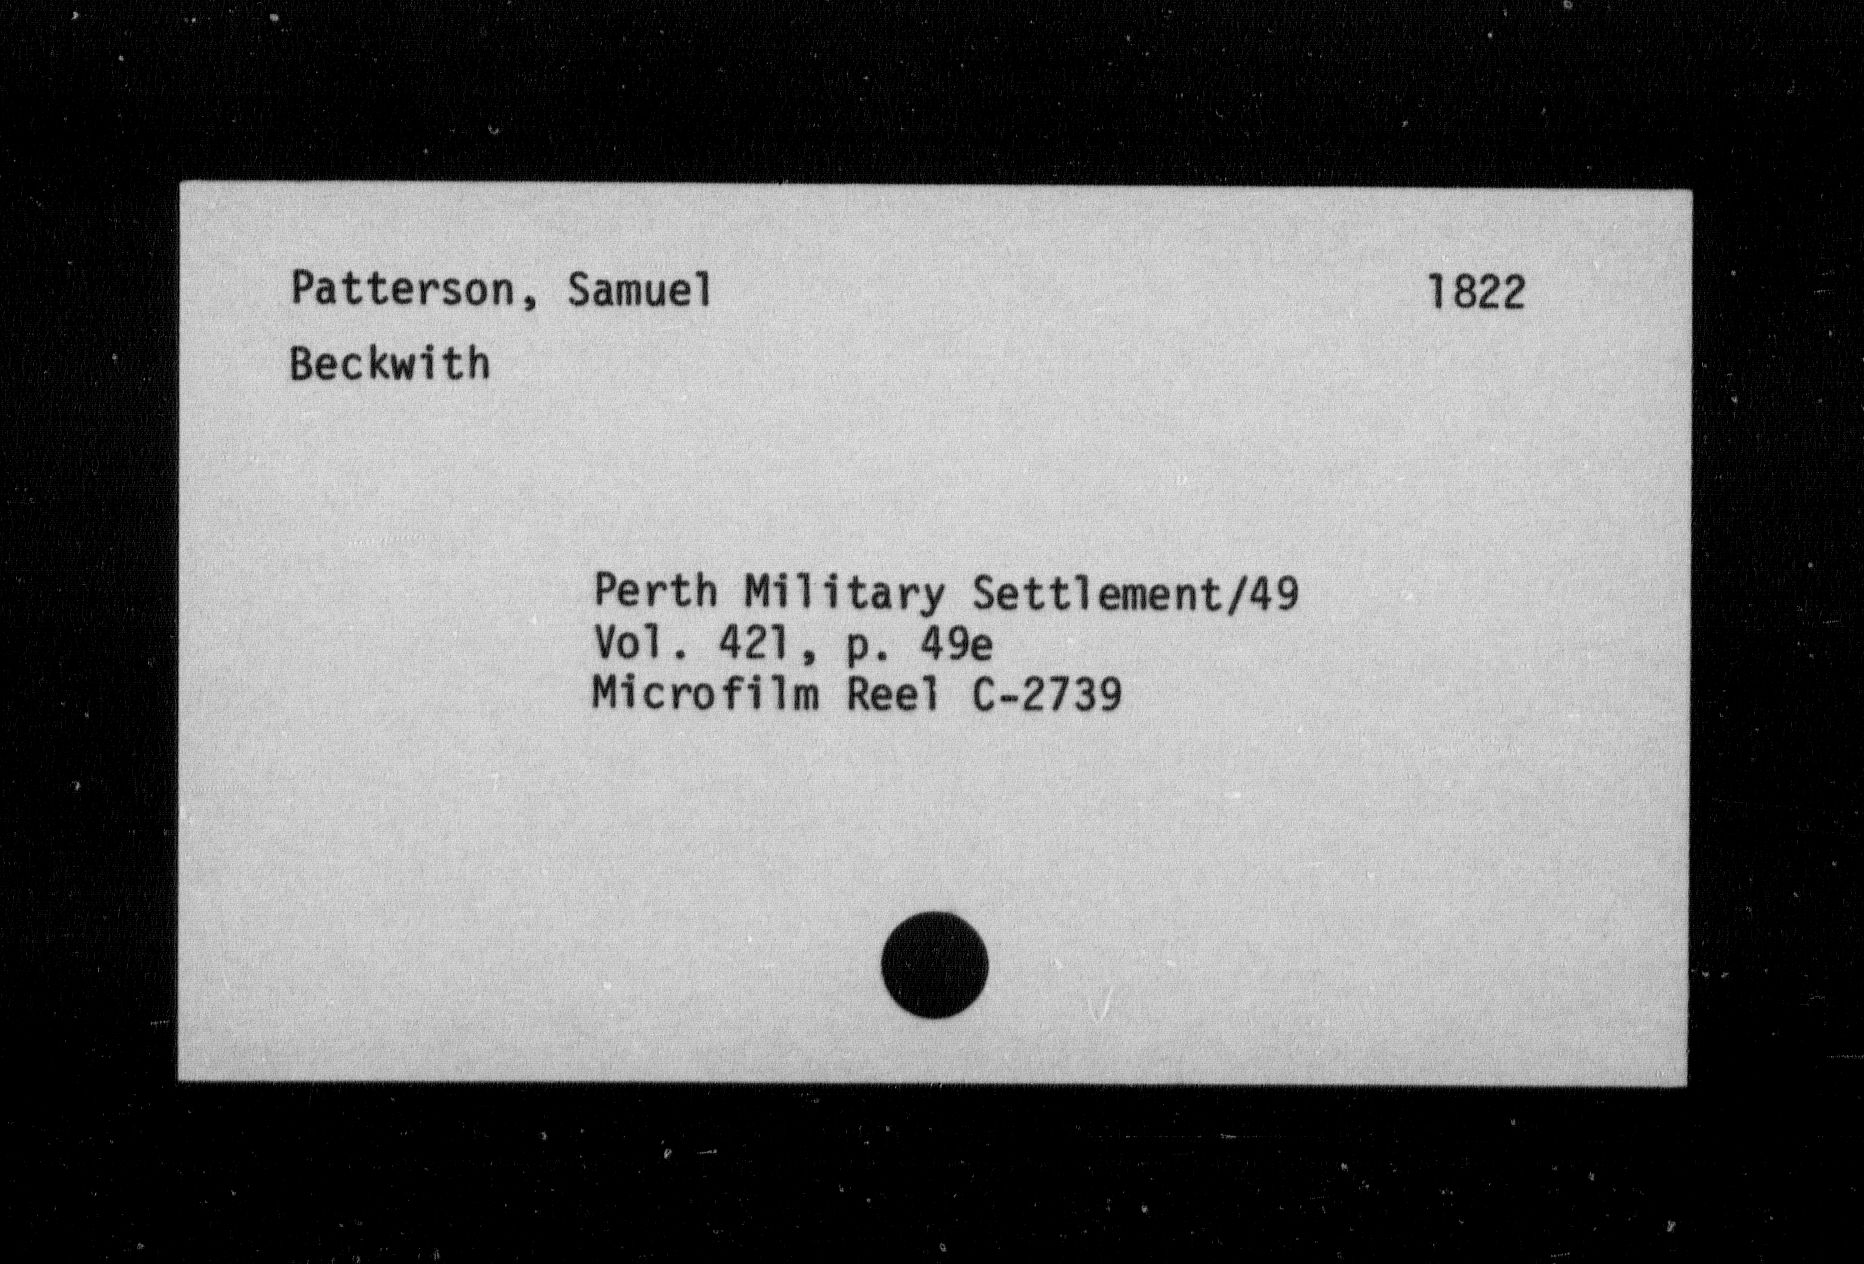 Patterson, Samuel 1822
Beckwith
Perth Military Settlement/49
Vol. 421, p. 49e
Microfilm Reel C-2739